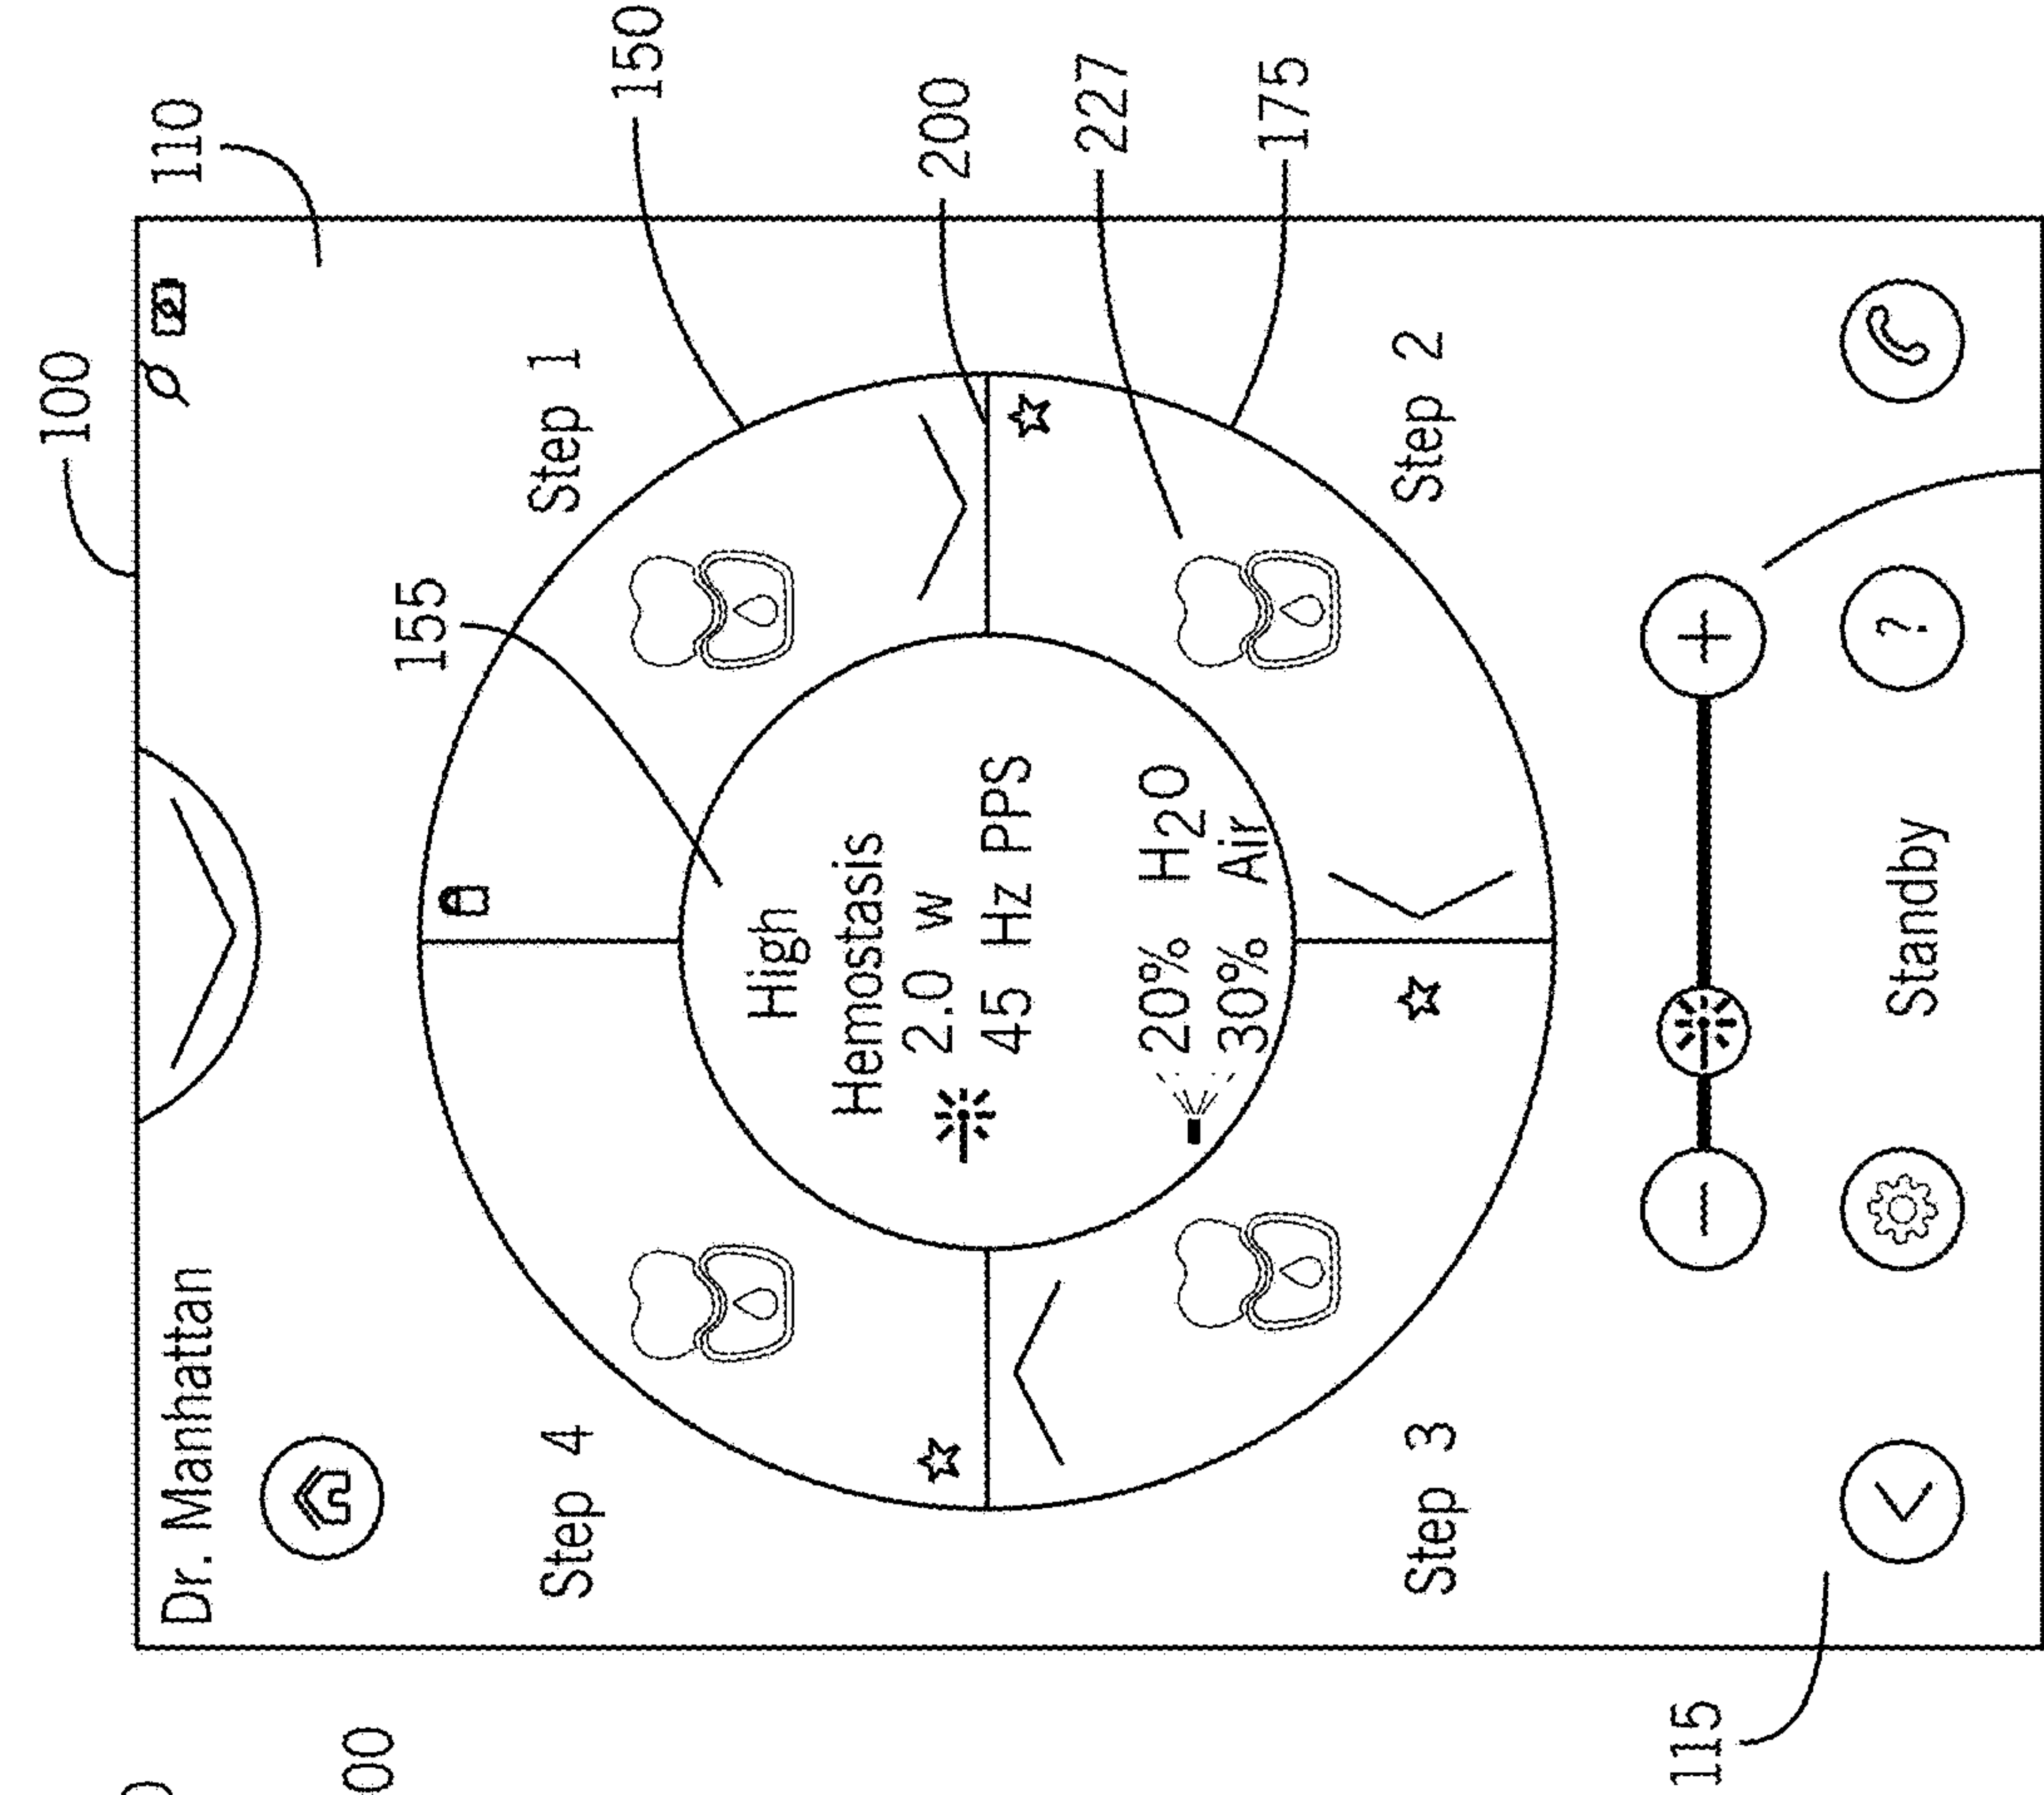 100
110
Dr. Manhattan
155
150
Step 4
Step 1
High
Hemostasis
2.0 w
45 Hz PPS
200
20% H2O
30% Air
227
175
Step 3
Step 2
- +
Standby
?
115
00